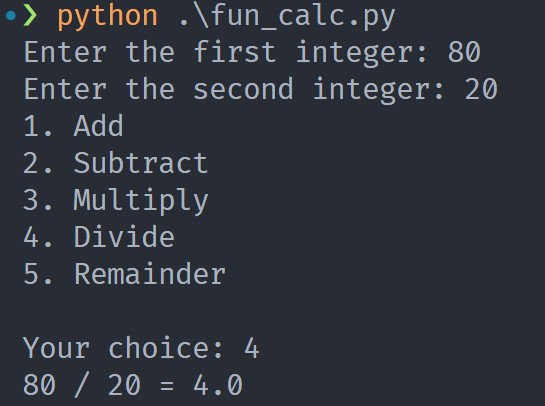 ❯ python .\fun_calc.py
Enter the first integer: 80
Enter the second integer: 20
1. Add
2. Subtract
3. Multiply
4. Divide
5. Remainder
Your choice: 4
80 / 20 = 4.0